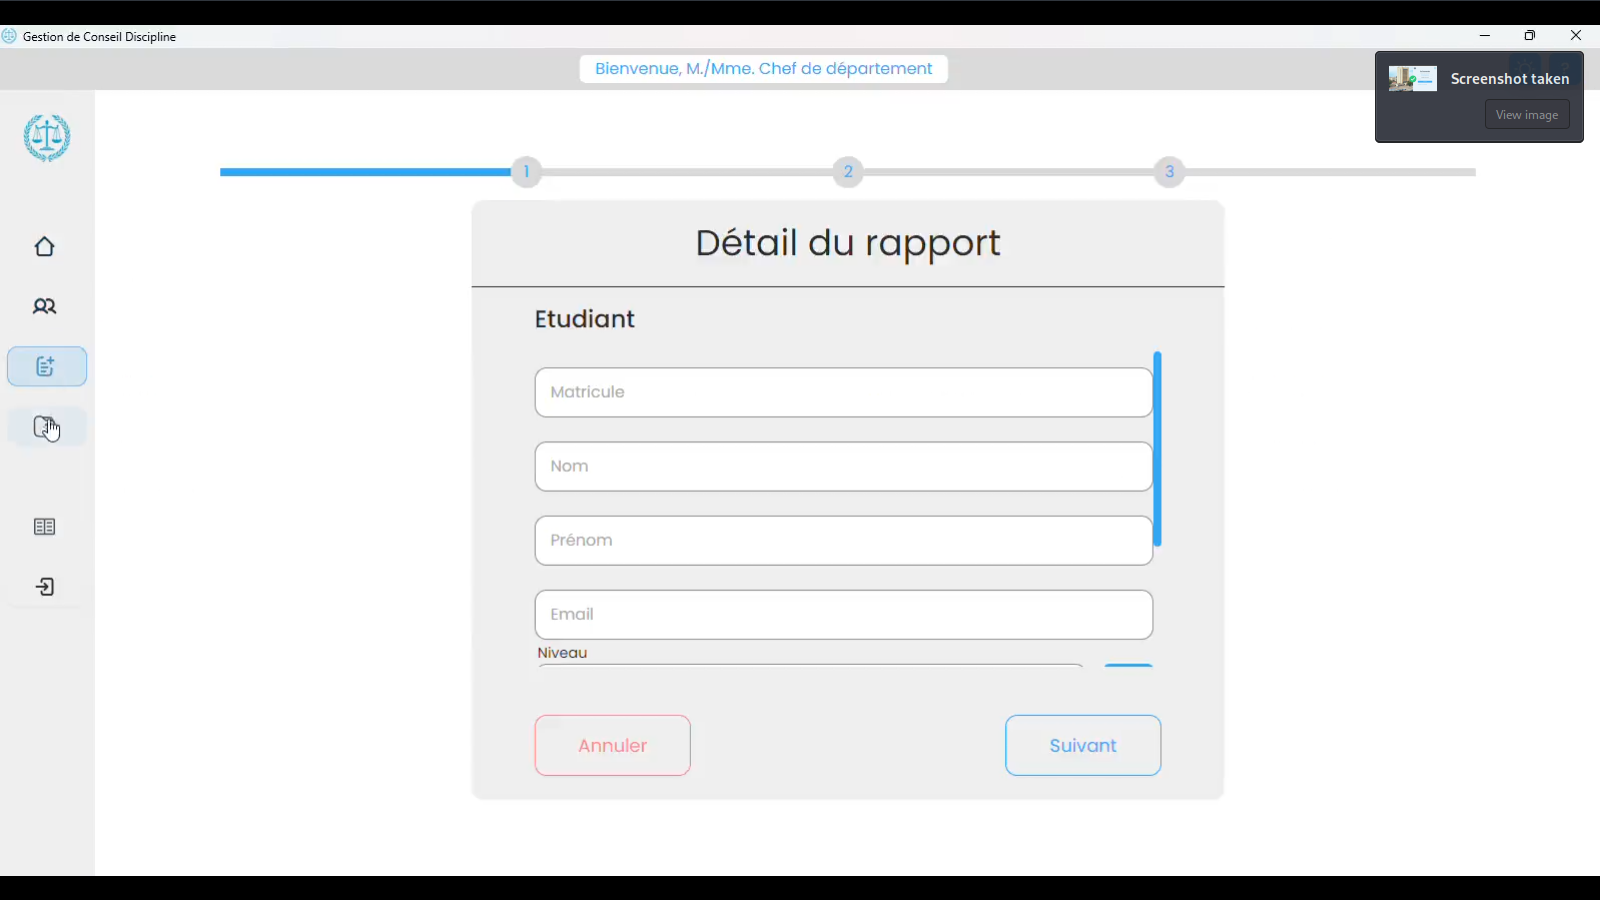 Gestion de Conseil Discipline
Bienvenue, M./Mme. Chef de département
Screenshot taken
View image
1
2
3
Détail du rapport
Etudiant
Matricule
Nom
Prénom
Email
Niveau
Annuler
Suivant